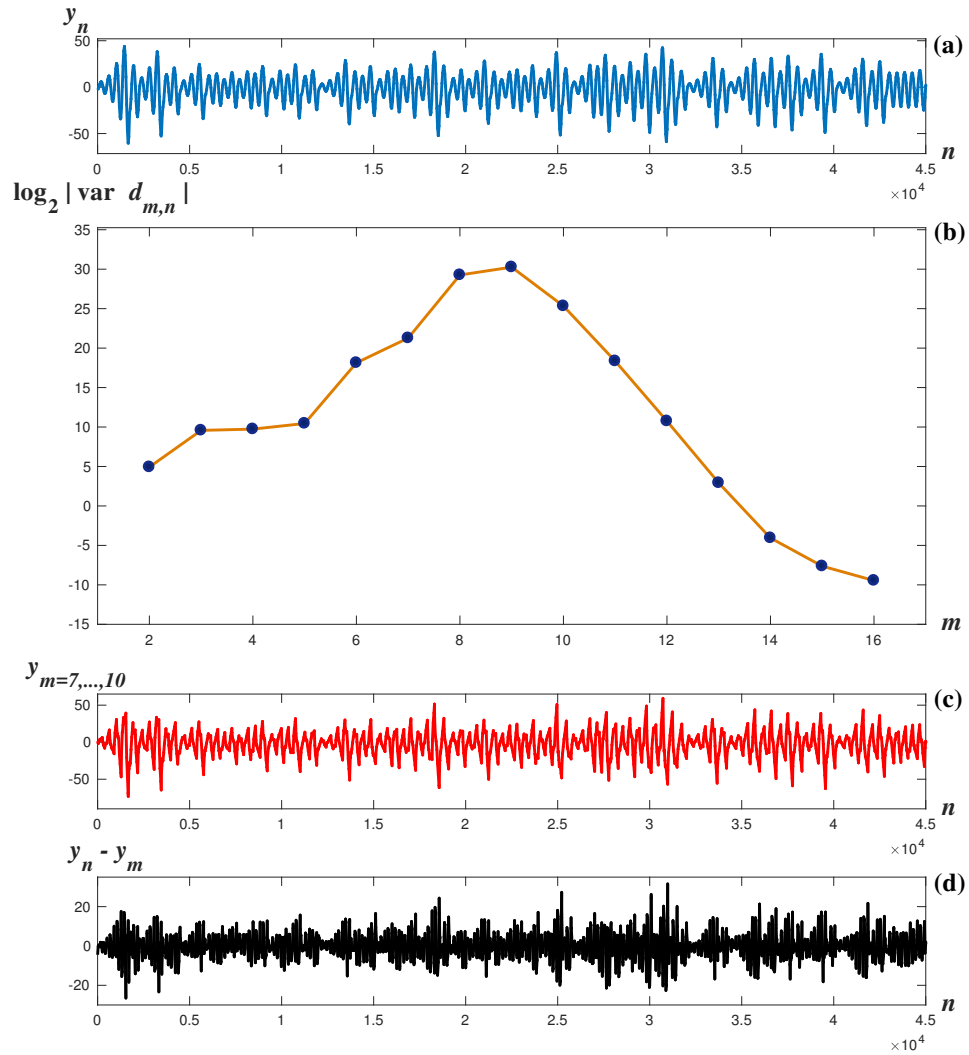 y_n
(a)
50
0
-50
0 0.5 1 1.5 2 2.5 3 3.5 4 4.5
n
×10^4
log_2 | var d_{m,n} |
(b)
35
30
25
20
15
10
5
0
-5
-10
-15
2 4 6 8 10 12 14 16
m
y_{m=7,...,10}
(c)
50
0
-50
0 0.5 1 1.5 2 2.5 3 3.5 4 4.5
n
×10^4
y_n - y_m
(d)
20
0
-20
0 0.5 1 1.5 2 2.5 3 3.5 4 4.5
n
×10^4